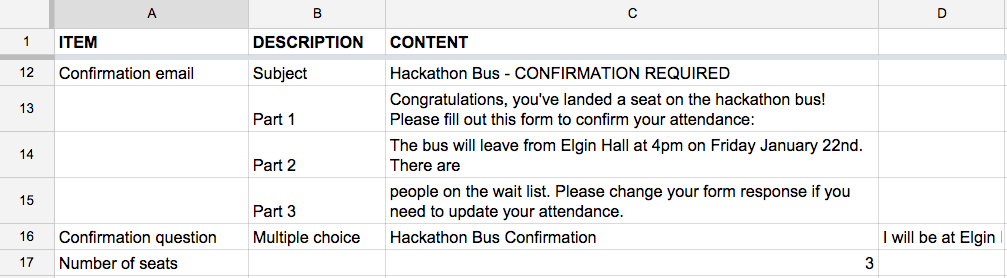 A B C D
1 ITEM DESCRIPTION CONTENT
12 Confirmation email Subject Hackathon Bus - CONFIRMATION REQUIRED
Congratulations, you've landed a seat on the hackathon bus!
13 Part 1 Please fill out this form to confirm your attendance:
The bus will leave from Elgin Hall at 4pm on Friday January 22nd.
14 Part 2 There are
people on the wait list. Please change your form response if you
15 Part 3 need to update your attendance.
16 Confirmation question Multiple choice Hackathon Bus Confirmation I will be at Elgin
17 Number of seats 3